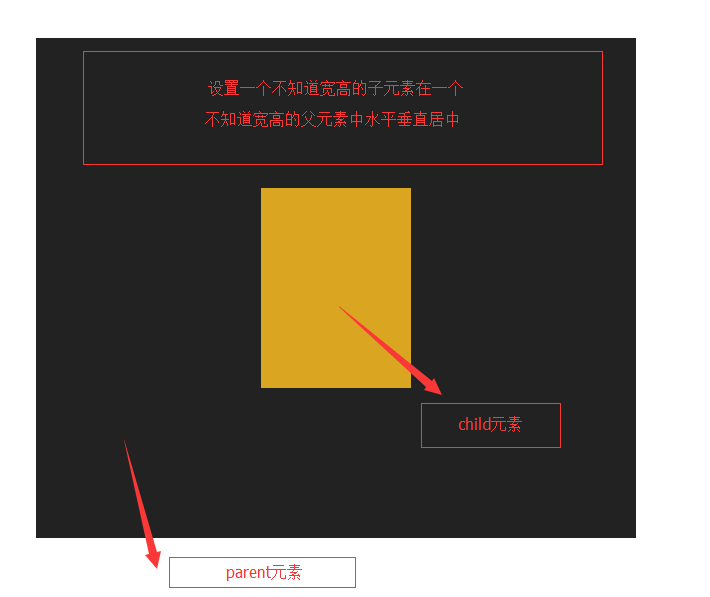 设置一个不知道宽高的子元素在一个
不知道宽高的父元素中水平垂直居中
child元素
parent元素